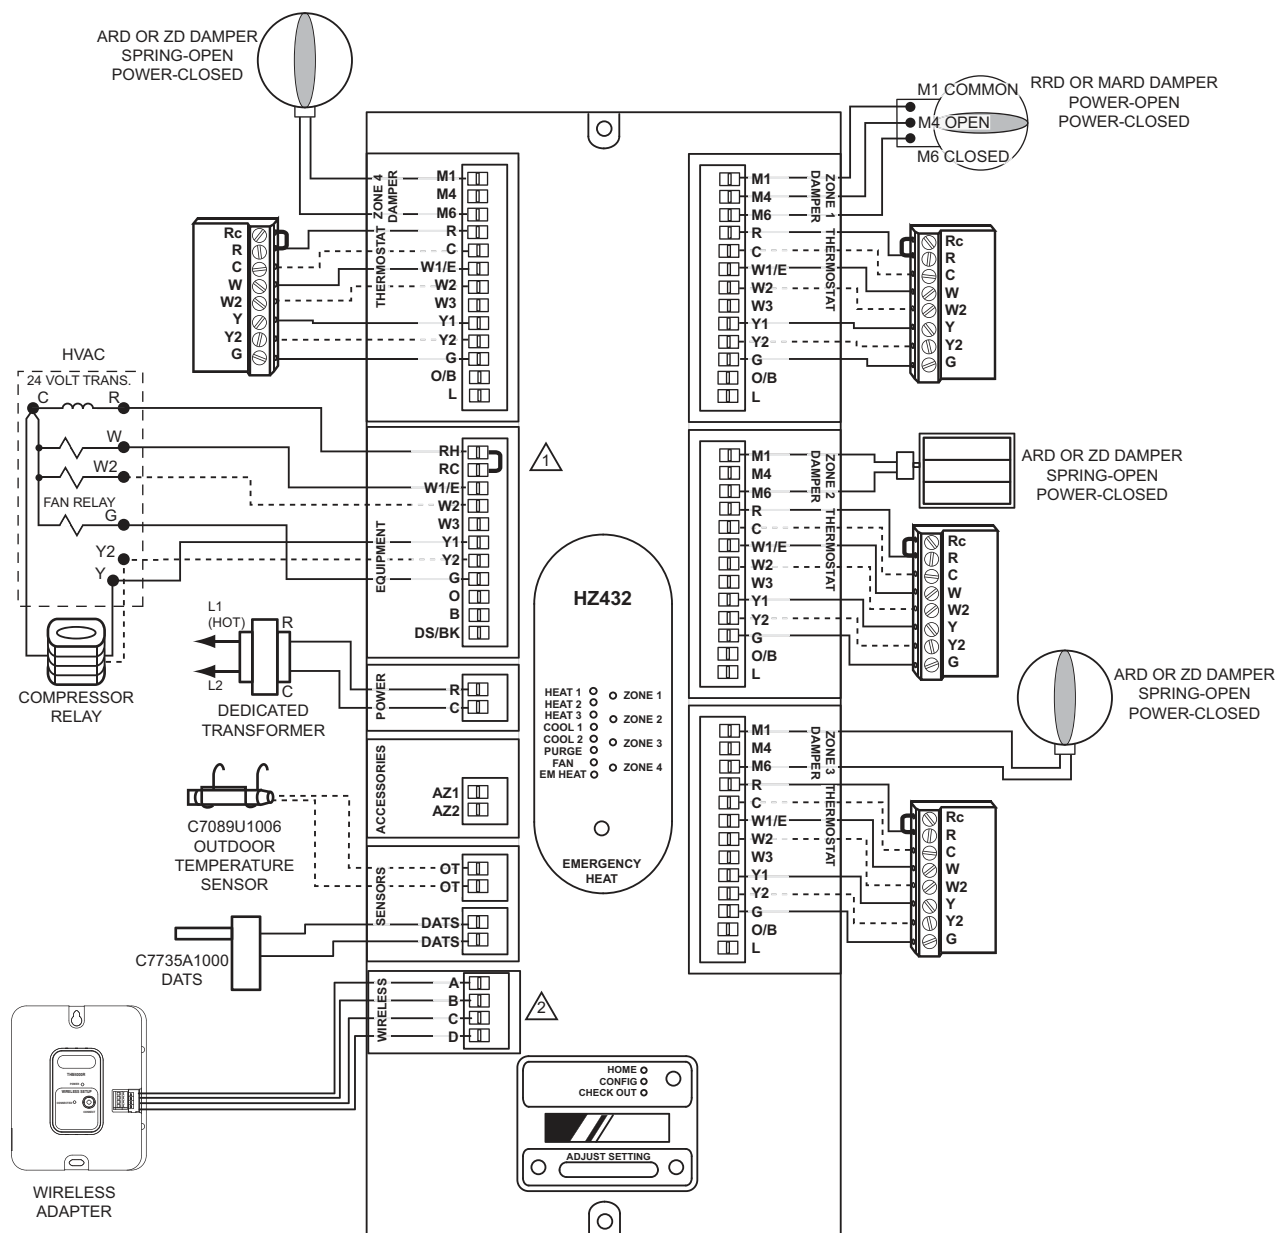 ARD OR ZD DAMPER
SPRING-OPEN
POWER-CLOSED
M1 COMMON
M4 OPEN
M6 CLOSED
RRD OR MARD DAMPER
POWER-OPEN
POWER-CLOSED
ZONE 4
DAMPER
THERMOSTAT
M1
M4
M6
R
C
W1/E
W2
W3
Y1
Y2
G
O/B
L
Rc
R
C
W
W2
Y
Y2
G
ZONE 1
DAMPER
THERMOSTAT
M1
M4
M6
R
C
W1/E
W2
W3
Y1
Y2
G
O/B
L
Rc
R
C
W
W2
Y
Y2
G
HVAC
24 VOLT TRANS.
C
R
W
W2
FAN RELAY
G
Y2
Y
COMPRESSOR
RELAY
EQUIPMENT
RH
RC
W1/E
W2
W3
Y1
Y2
G
O
B
DS/BK
1
ZONE 2
DAMPER
THERMOSTAT
M1
M4
M6
R
C
W1/E
W2
W3
Y1
Y2
G
O/B
L
ARD OR ZD DAMPER
SPRING-OPEN
POWER-CLOSED
Rc
R
C
W
W2
Y
Y2
G
L1
(HOT)
R
L2
C
DEDICATED
TRANSFORMER
POWER
R
C
HZ432
HEAT 1
HEAT 2
HEAT 3
COOL 1
COOL 2
PURGE
FAN
EM HEAT
ZONE 1
ZONE 2
ZONE 3
ZONE 4
EMERGENCY
HEAT
ARD OR ZD DAMPER
SPRING-OPEN
POWER-CLOSED
ZONE 3
DAMPER
THERMOSTAT
M1
M4
M6
R
C
W1/E
W2
W3
Y1
Y2
G
O/B
L
Rc
R
C
W
W2
Y
Y2
G
ACCESSORIES
AZ1
AZ2
C7089U1006
OUTDOOR
TEMPERATURE
SENSOR
SENSORS
OT
OT
DATS
DATS
C7735A1000
DATS
WIRELESS
A
B
C
D
2
WIRELESS SETUP
WIRELESS
ADAPTER
HOME
CONFIG
CHECK OUT
ADJUST SETTING